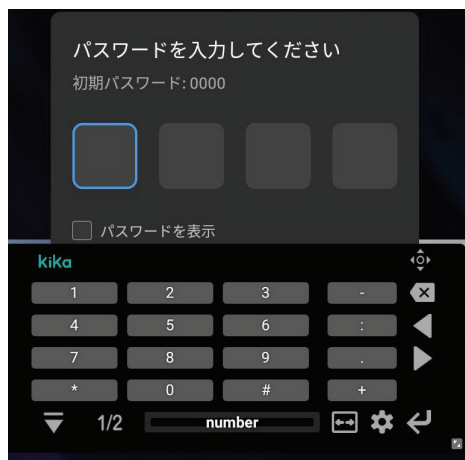 パスワードを入力してください
初期パスワード: 0000
パスワードを表示
kika
1 2 3 -
4 5 6 :
7 8 9 .
* 0 # +
1/2 number